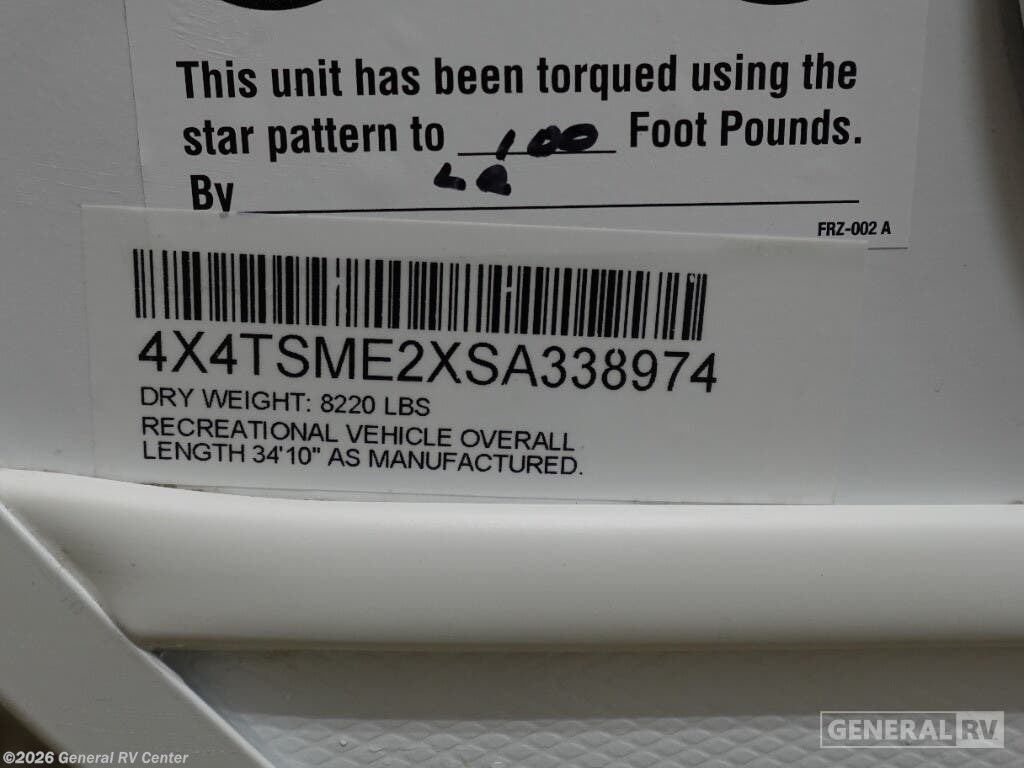 This unit has been torqued using the
star pattern to 100 Foot Pounds.
By
FRZ-002 A
4X4TSME2XSA338974
DRY WEIGHT: 8220 LBS
RECREATIONAL VEHICLE OVERALL
LENGTH 34'10" AS MANUFACTURED.
GENERAL RV
©2026 General RV Center